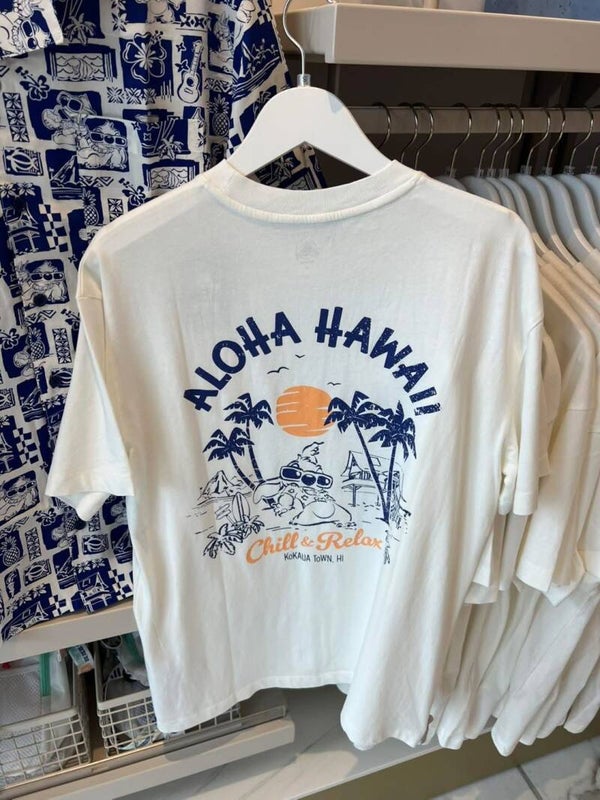 ALOHA HAWAII
Chill & Relax
KOKAUA TOWN, HI